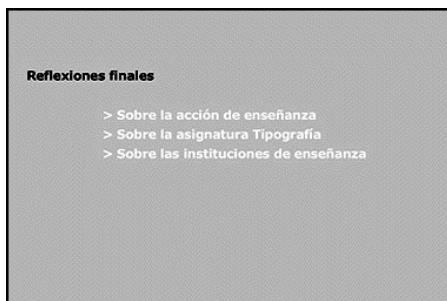 Reflexiones finales
> Sobre la acción de enseñanza
> Sobre la asignatura Tipografía
> Sobre las instituciones de enseñanza